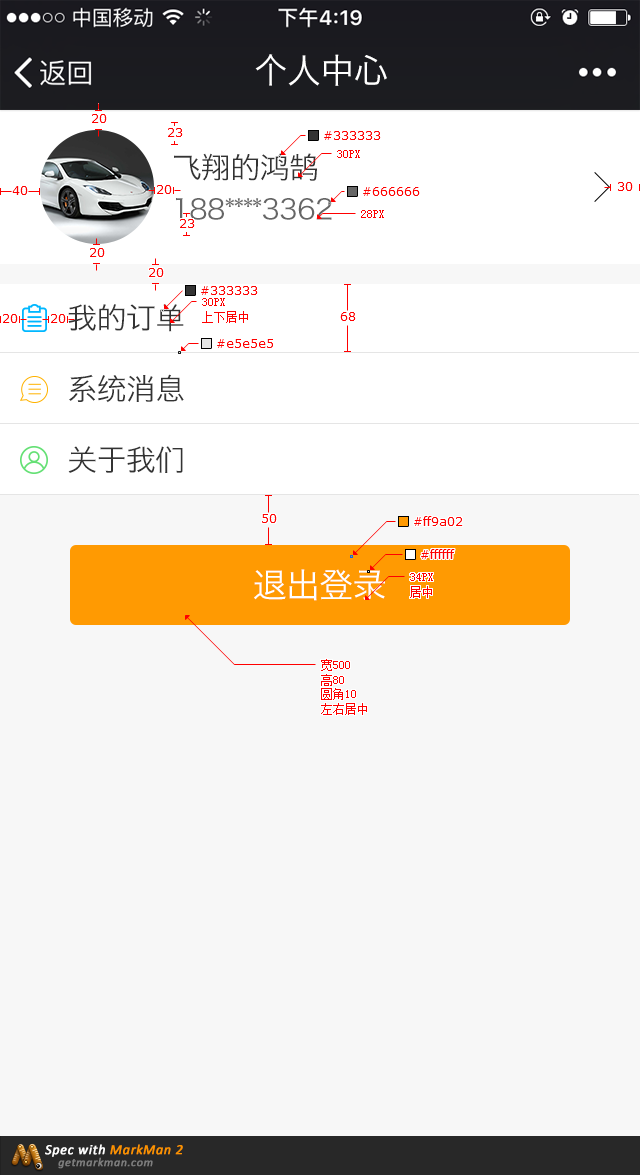 中国移动 下午4:19
返回 个人中心
20
23
#333333
飞翔的鸿鹄 30PX
40 20 #666666 30
188****3362 28PX
23
20
20
#333333
30PX
20 20 我的订单 上下居中 68
#e5e5e5
系统消息
关于我们
50 #ff9a02
#ffffff
34PX
退出登录 居中
宽500
高80
圆角10
左右居中
Spec with MarkMan 2
getmarkman.com